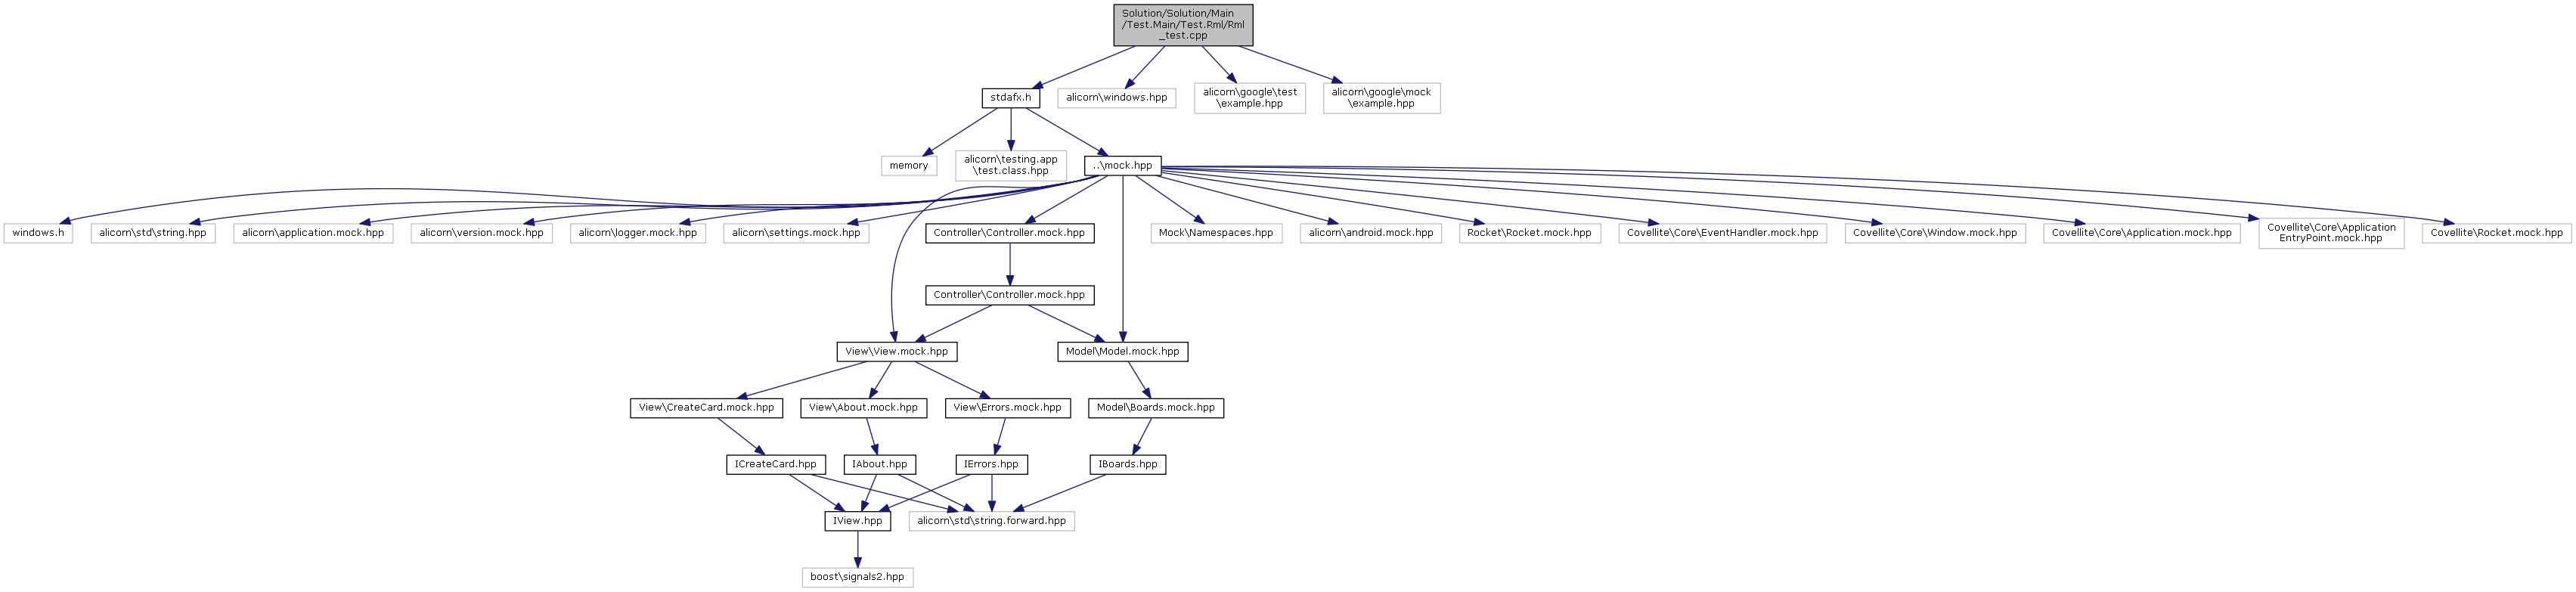 Solution/Solution/Main
/Test.Main/Test.Rml/Rml
_test.cpp
stdafx.h
alicorn\windows.hpp
alicorn\google\test
\example.hpp
alicorn\google\mock
\example.hpp
memory
alicorn\testing.app
\test.class.hpp
..\mock.hpp
windows.h
alicorn\std\string.hpp
alicorn\application.mock.hpp
alicorn\version.mock.hpp
alicorn\logger.mock.hpp
alicorn\settings.mock.hpp
Controller\Controller.mock.hpp
Mock\Namespaces.hpp
alicorn\android.mock.hpp
Rocket\Rocket.mock.hpp
Covellite\Core\EventHandler.mock.hpp
Covellite\Core\Window.mock.hpp
Covellite\Core\Application.mock.hpp
Covellite\Core\Application
EntryPoint.mock.hpp
Covellite\Rocket.mock.hpp
Controller\Controller.mock.hpp
View\View.mock.hpp
Model\Model.mock.hpp
View\CreateCard.mock.hpp
View\About.mock.hpp
View\Errors.mock.hpp
Model\Boards.mock.hpp
ICreateCard.hpp
IAbout.hpp
IErrors.hpp
IBoards.hpp
IView.hpp
alicorn\std\string.forward.hpp
boost\signals2.hpp